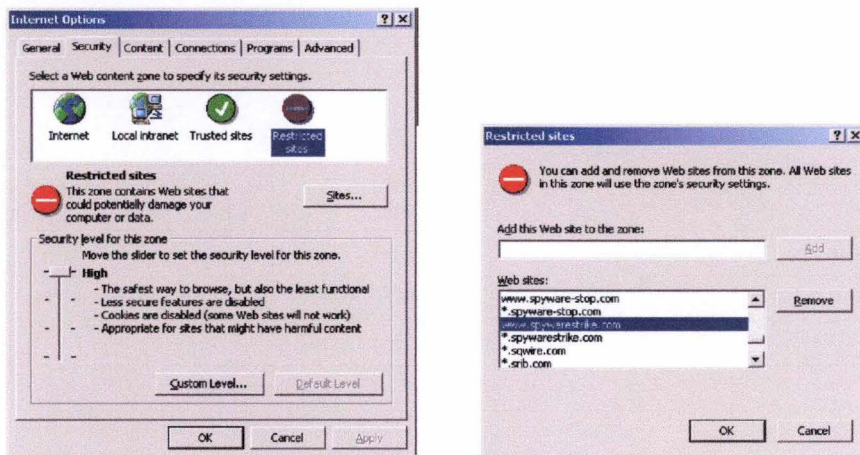 Internet Options
General Security Content Connections Programs Advanced
Select a Web content zone to specify its security settings.
Internet Local intranet Trusted sites Restricted
sites
Restricted sites
This zone contains Web sites that
could potentially damage your
computer or data.
Sites...
Security level for this zone
Move the slider to set the security level for this zone.
High
- The safest way to browse, but also the least functional
- Less secure features are disabled
- Cookies are disabled (some Web sites will not work)
- Appropriate for sites that might have harmful content
Custom Level... Default Level
OK Cancel Apply
Restricted sites
You can add and remove Web sites from this zone. All Web sites
in this zone will use the zone's security settings.
Add this Web site to the zone:
Add
Web sites:
www.spyware-stop.com
*.spyware-stop.com
www.spywarestrike.com
*.spywarestrike.com
*.sqwire.com
*.srib.com
Remove
OK Cancel